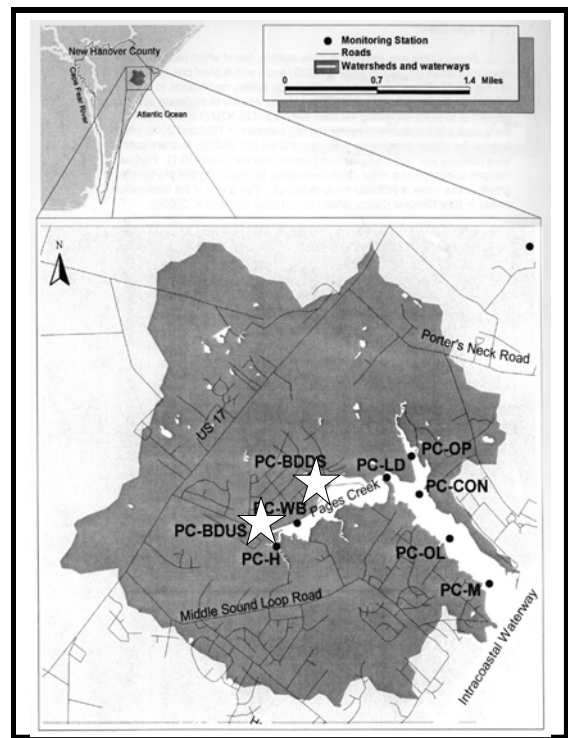 New Hanover County
Cape Fear River
Atlantic Ocean
Monitoring Station
Roads
Watersheds and waterways
0 0.7 1.4 Miles
N
Porter's Neck Road
US 17
PC-BDDS
PC-LD
PC-OP
PC-CON
PC-WB
Pages Creek
PC-BDUS
PC-H
PC-OL
PC-M
Middle Sound Loop Road
Intracoastal Waterway